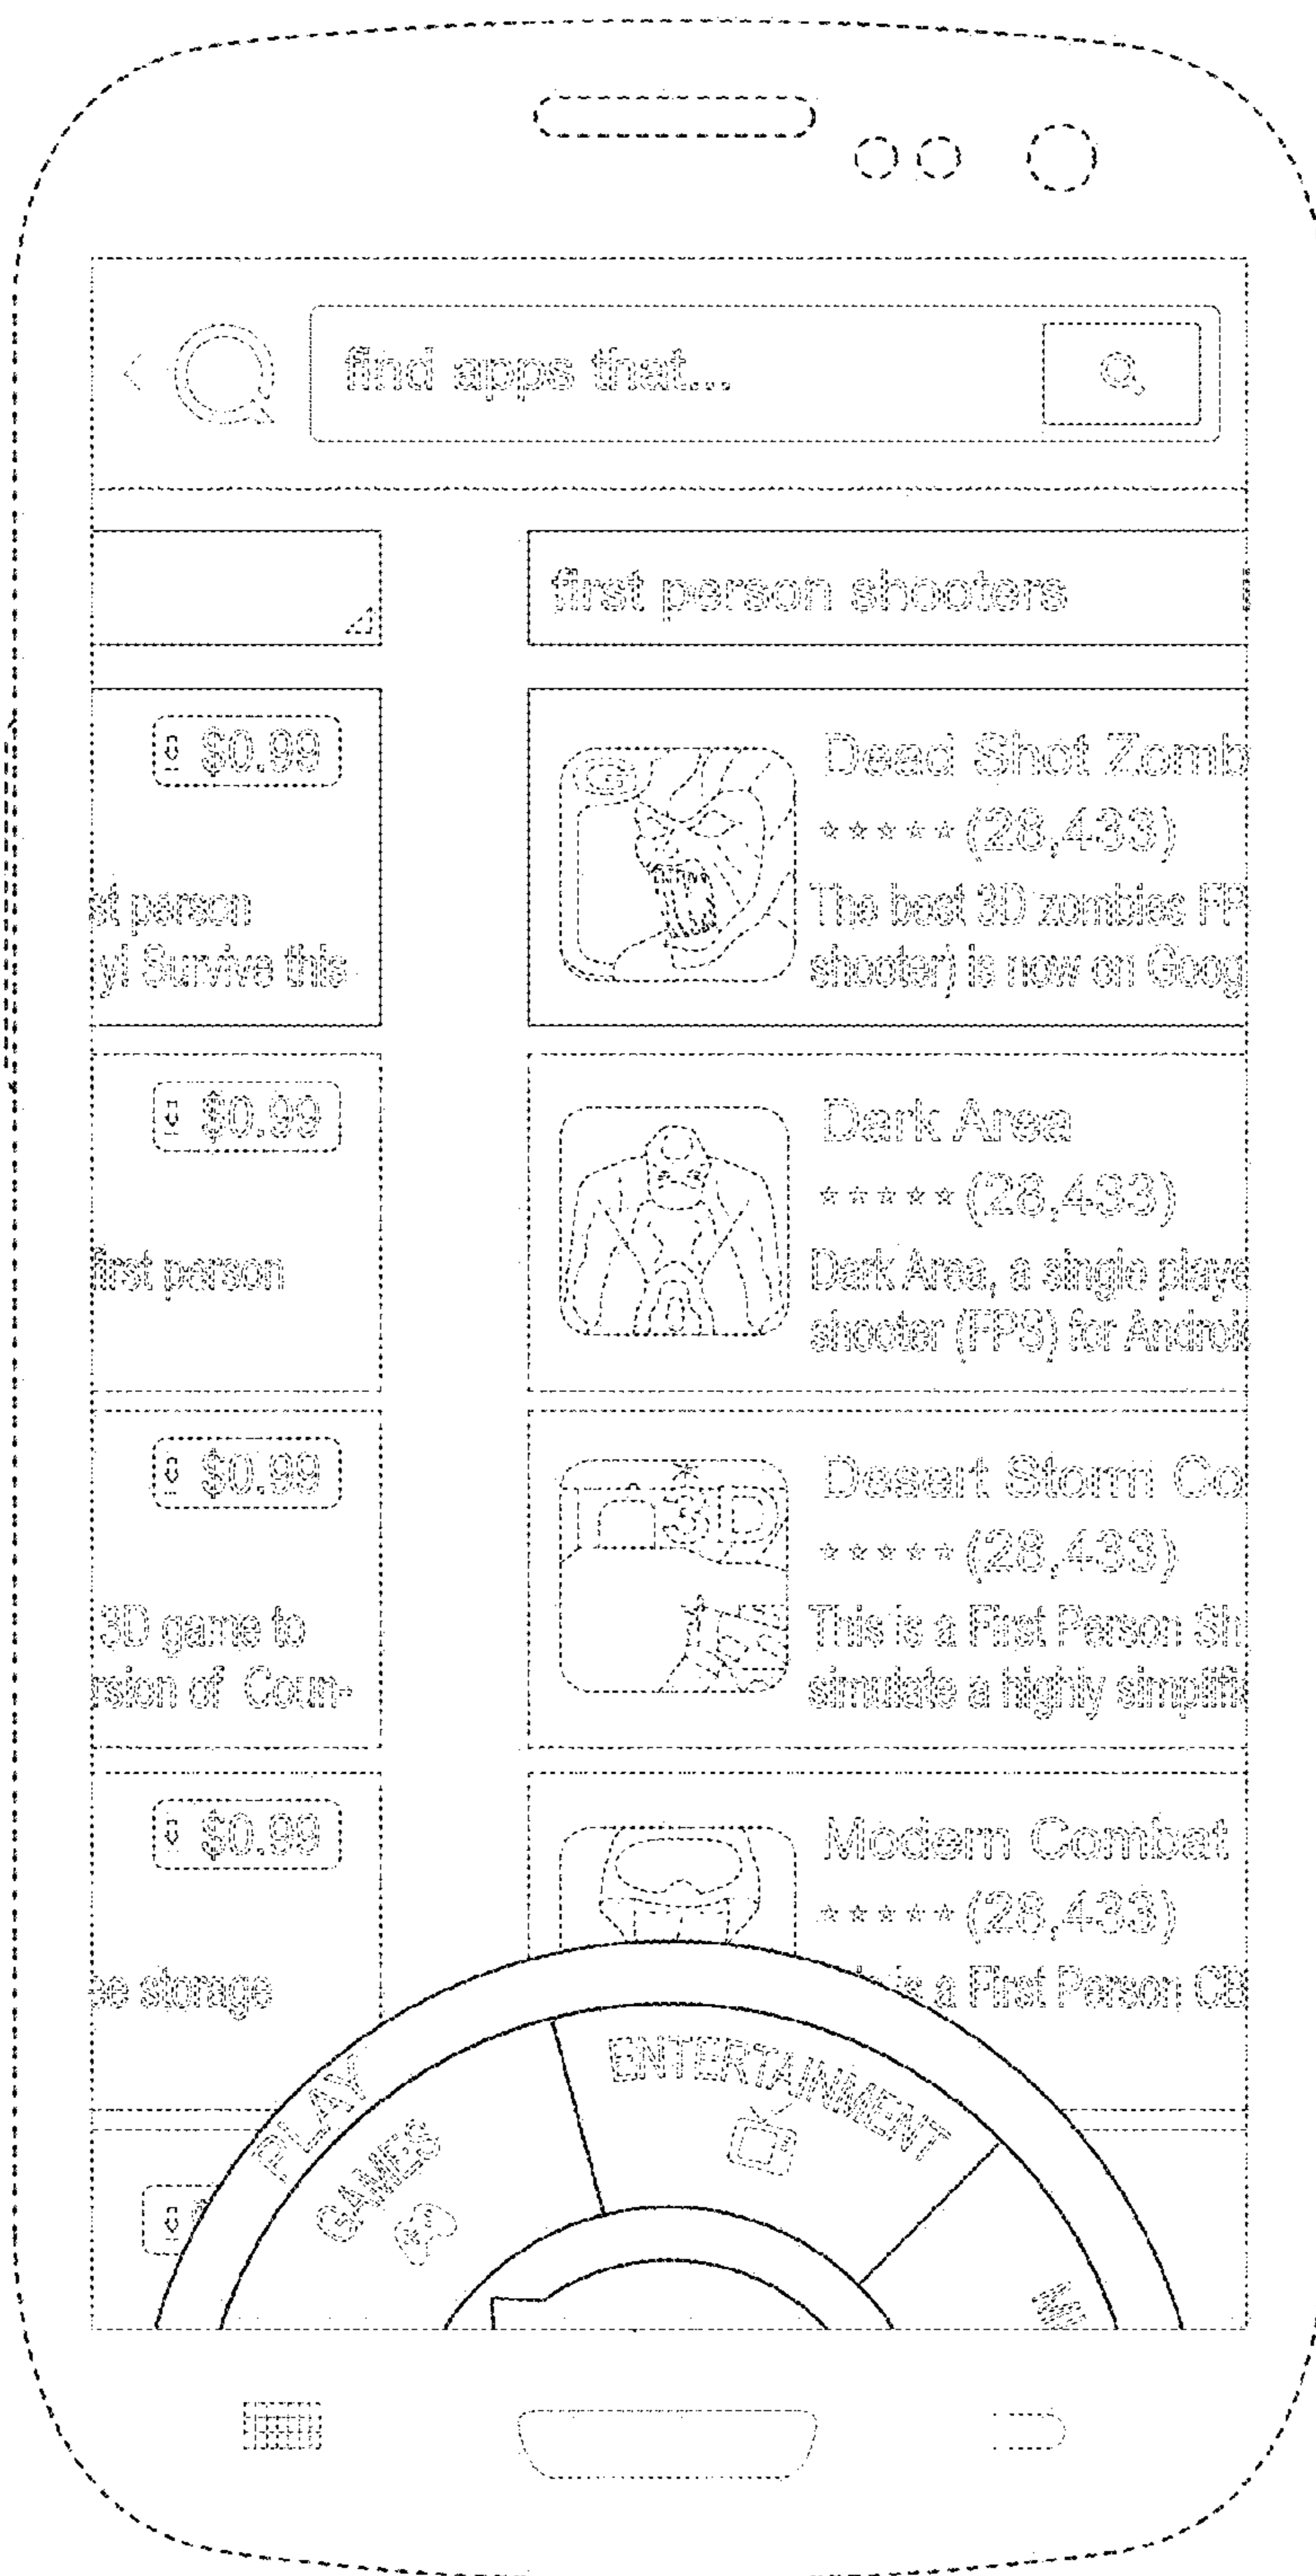 find apps that...
first person shooters
$0.99
st person
y! Survive this
Dead Shot Zomb
(28,433)
The best 3D zombies FP
shooter) is now on Goog
$0.99
first person
Dark Area
(28,433)
Dark Area, a single playe
shooter (FPS) for Androi
$0.99
3D game to
rsion of Coun-
3D
Desert Storm Co
(28,433)
This is a First Person Sh
simulate a highly simplifi
$0.99
storage
Modern Combat
(28,433)
is a First Person CB
PLAY
GAMES
ENTERTAINMENT